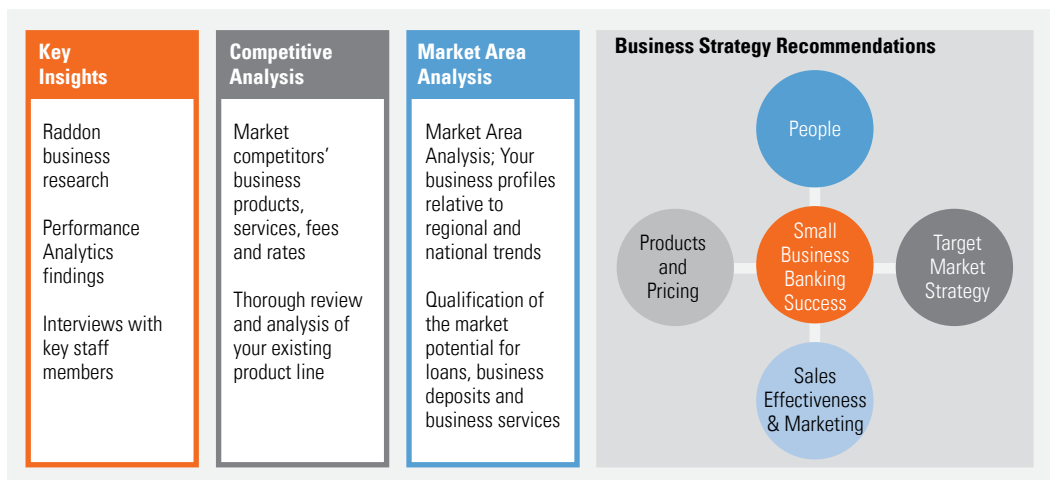 Key
Insights
Raddon
business
research
Performance
Analytics
findings
Interviews with
key staff
members
Competitive
Analysis
Market
competitors’
business
products,
services, fees
and rates
Thorough review
and analysis of
your existing
product line
Market Area
Analysis
Market Area
Analysis; Your
business profiles
relative to
regional and
national trends
Qualification of
the market
potential for
loans, business
deposits and
business services
Business Strategy Recommendations
People
Products
and
Pricing
Small
Business
Banking
Success
Target
Market
Strategy
Sales
Effectiveness
& Marketing